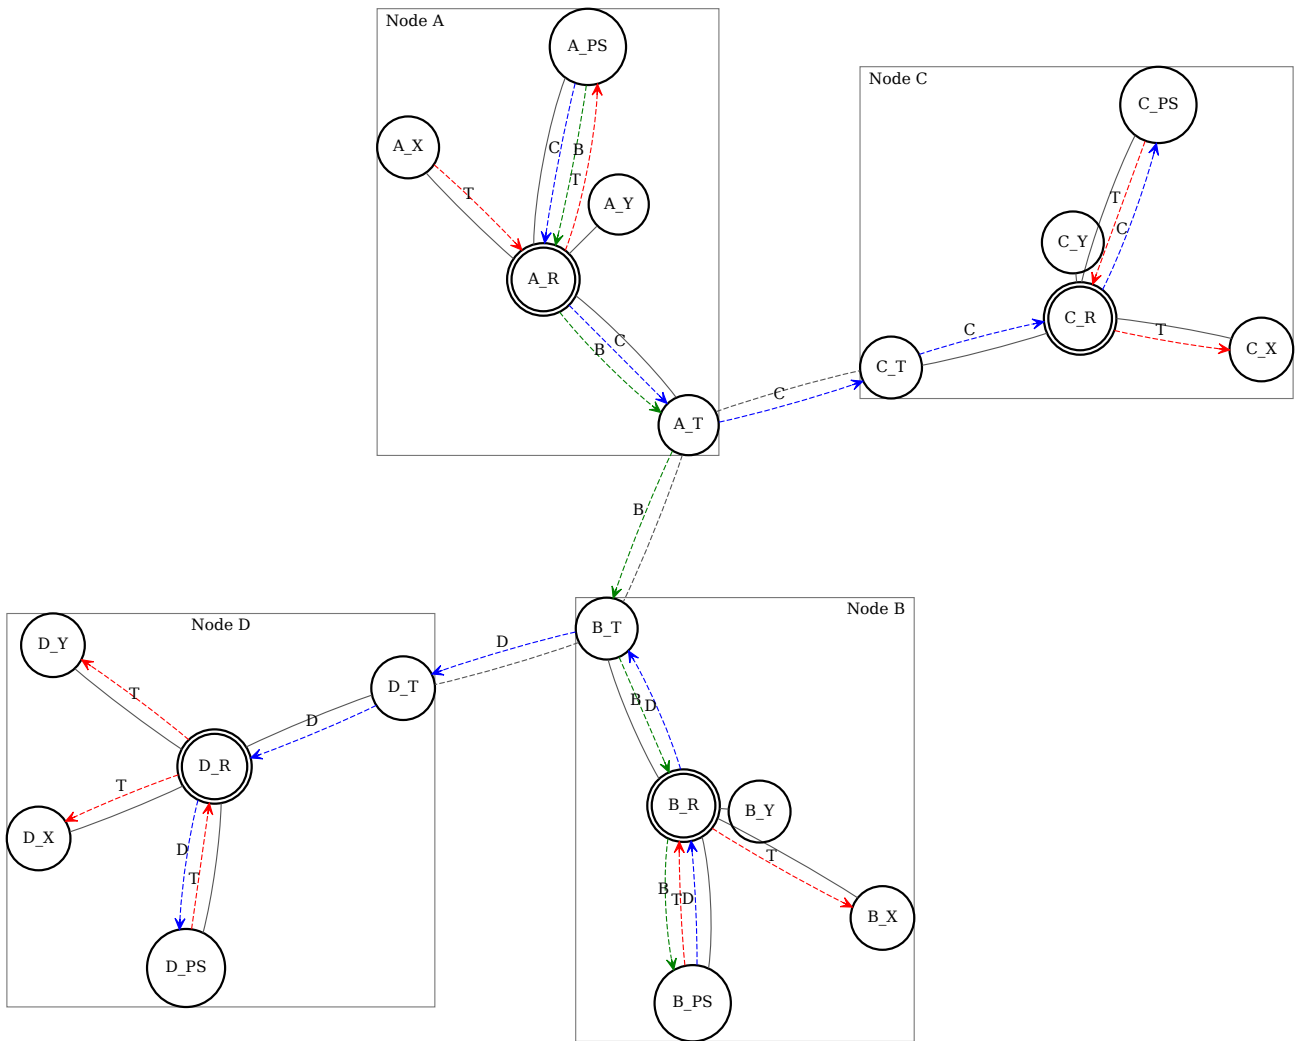 Node A
A_PS
A_X
C
B
T
T
A_Y
A_R
C
B
A_T
Node C
C_PS
T
C_Y
C
C_R
C
T
C_X
C_T
C
B
Node B
B_T
D
B
D
B_R
B_Y
T
B
T
D
B_X
B_PS
Node D
D_Y
D_T
T
D
D_R
T
D_X
D
T
D_PS